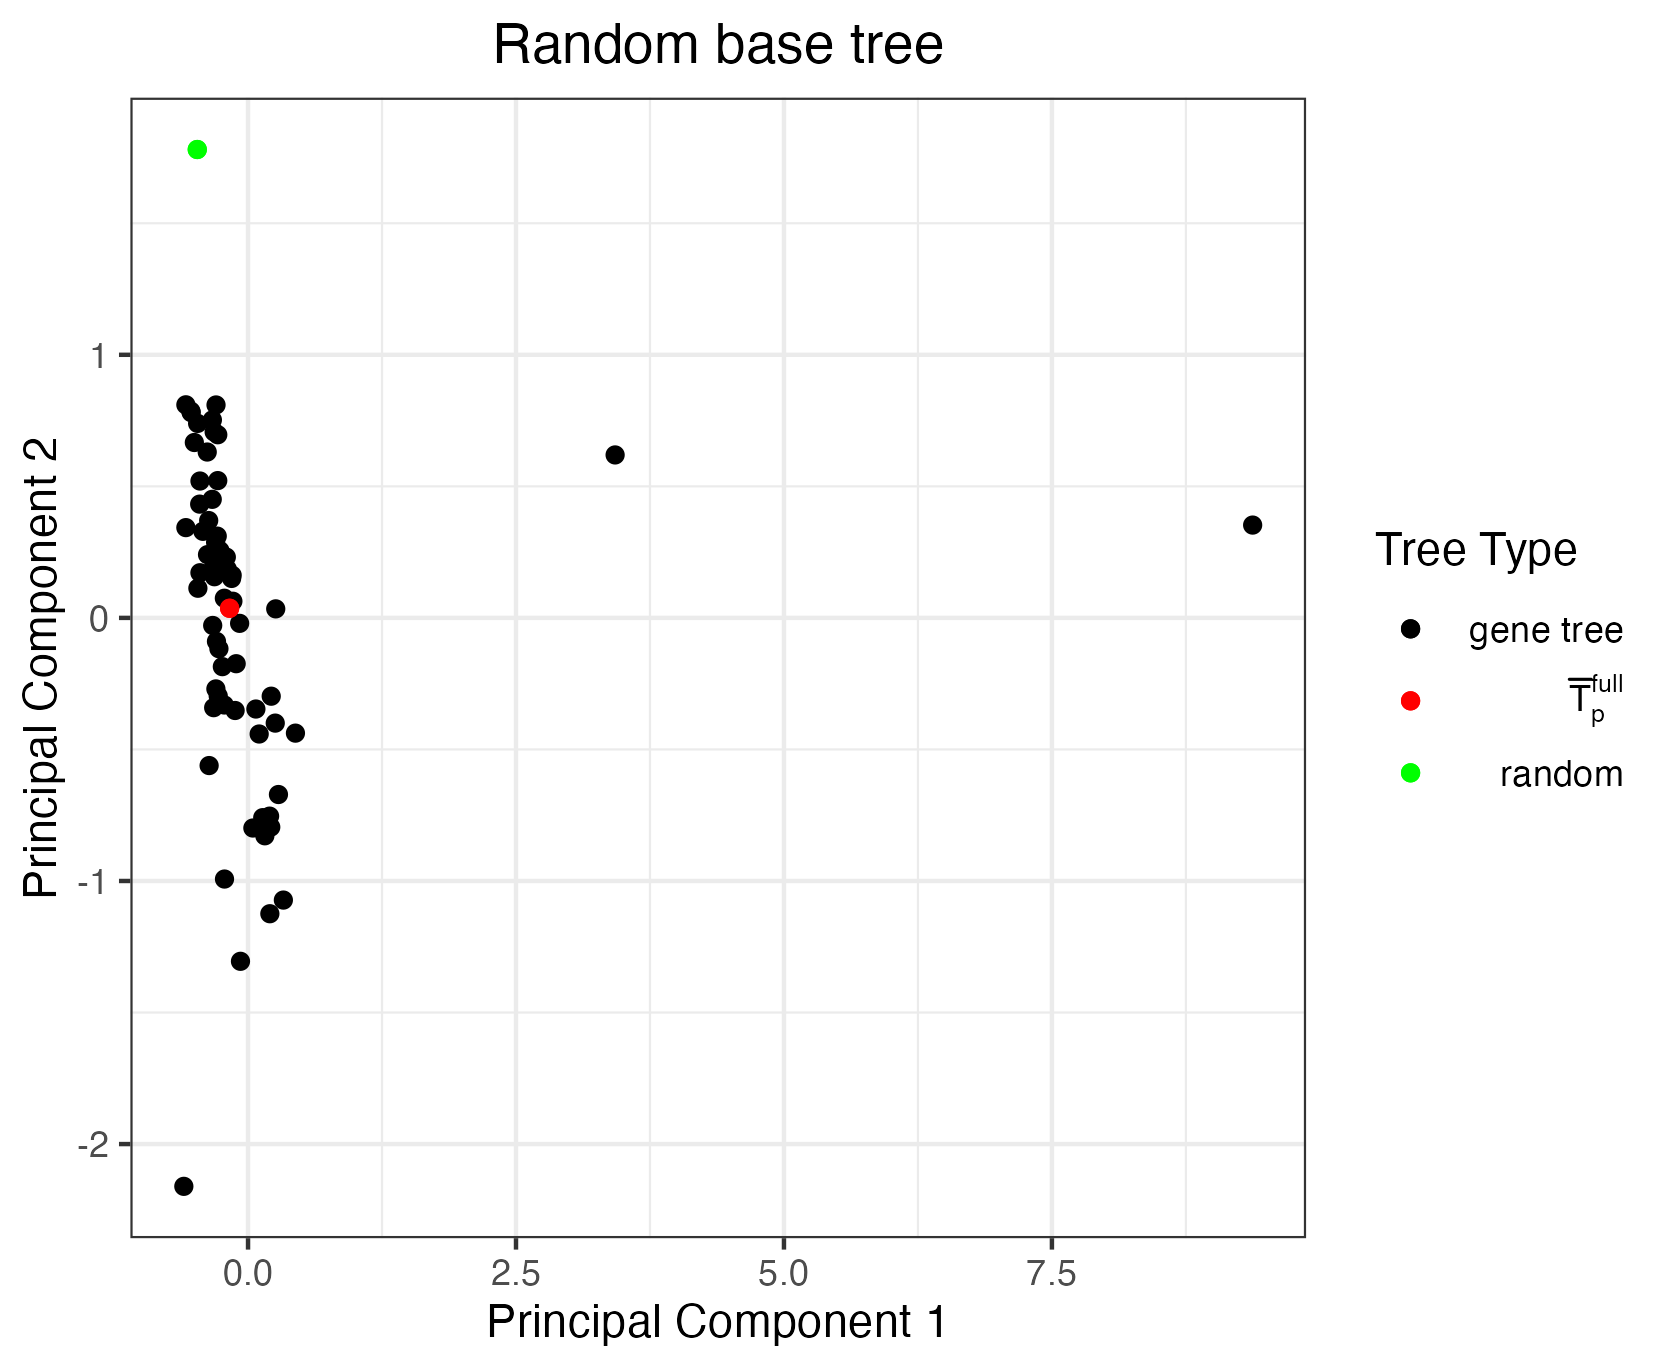 Random base tree
Principal Component 2
1
0
-1
-2
0.0 2.5 5.0 7.5
Principal Component 1
Tree Type
gene tree
T̅ₚ^full
random